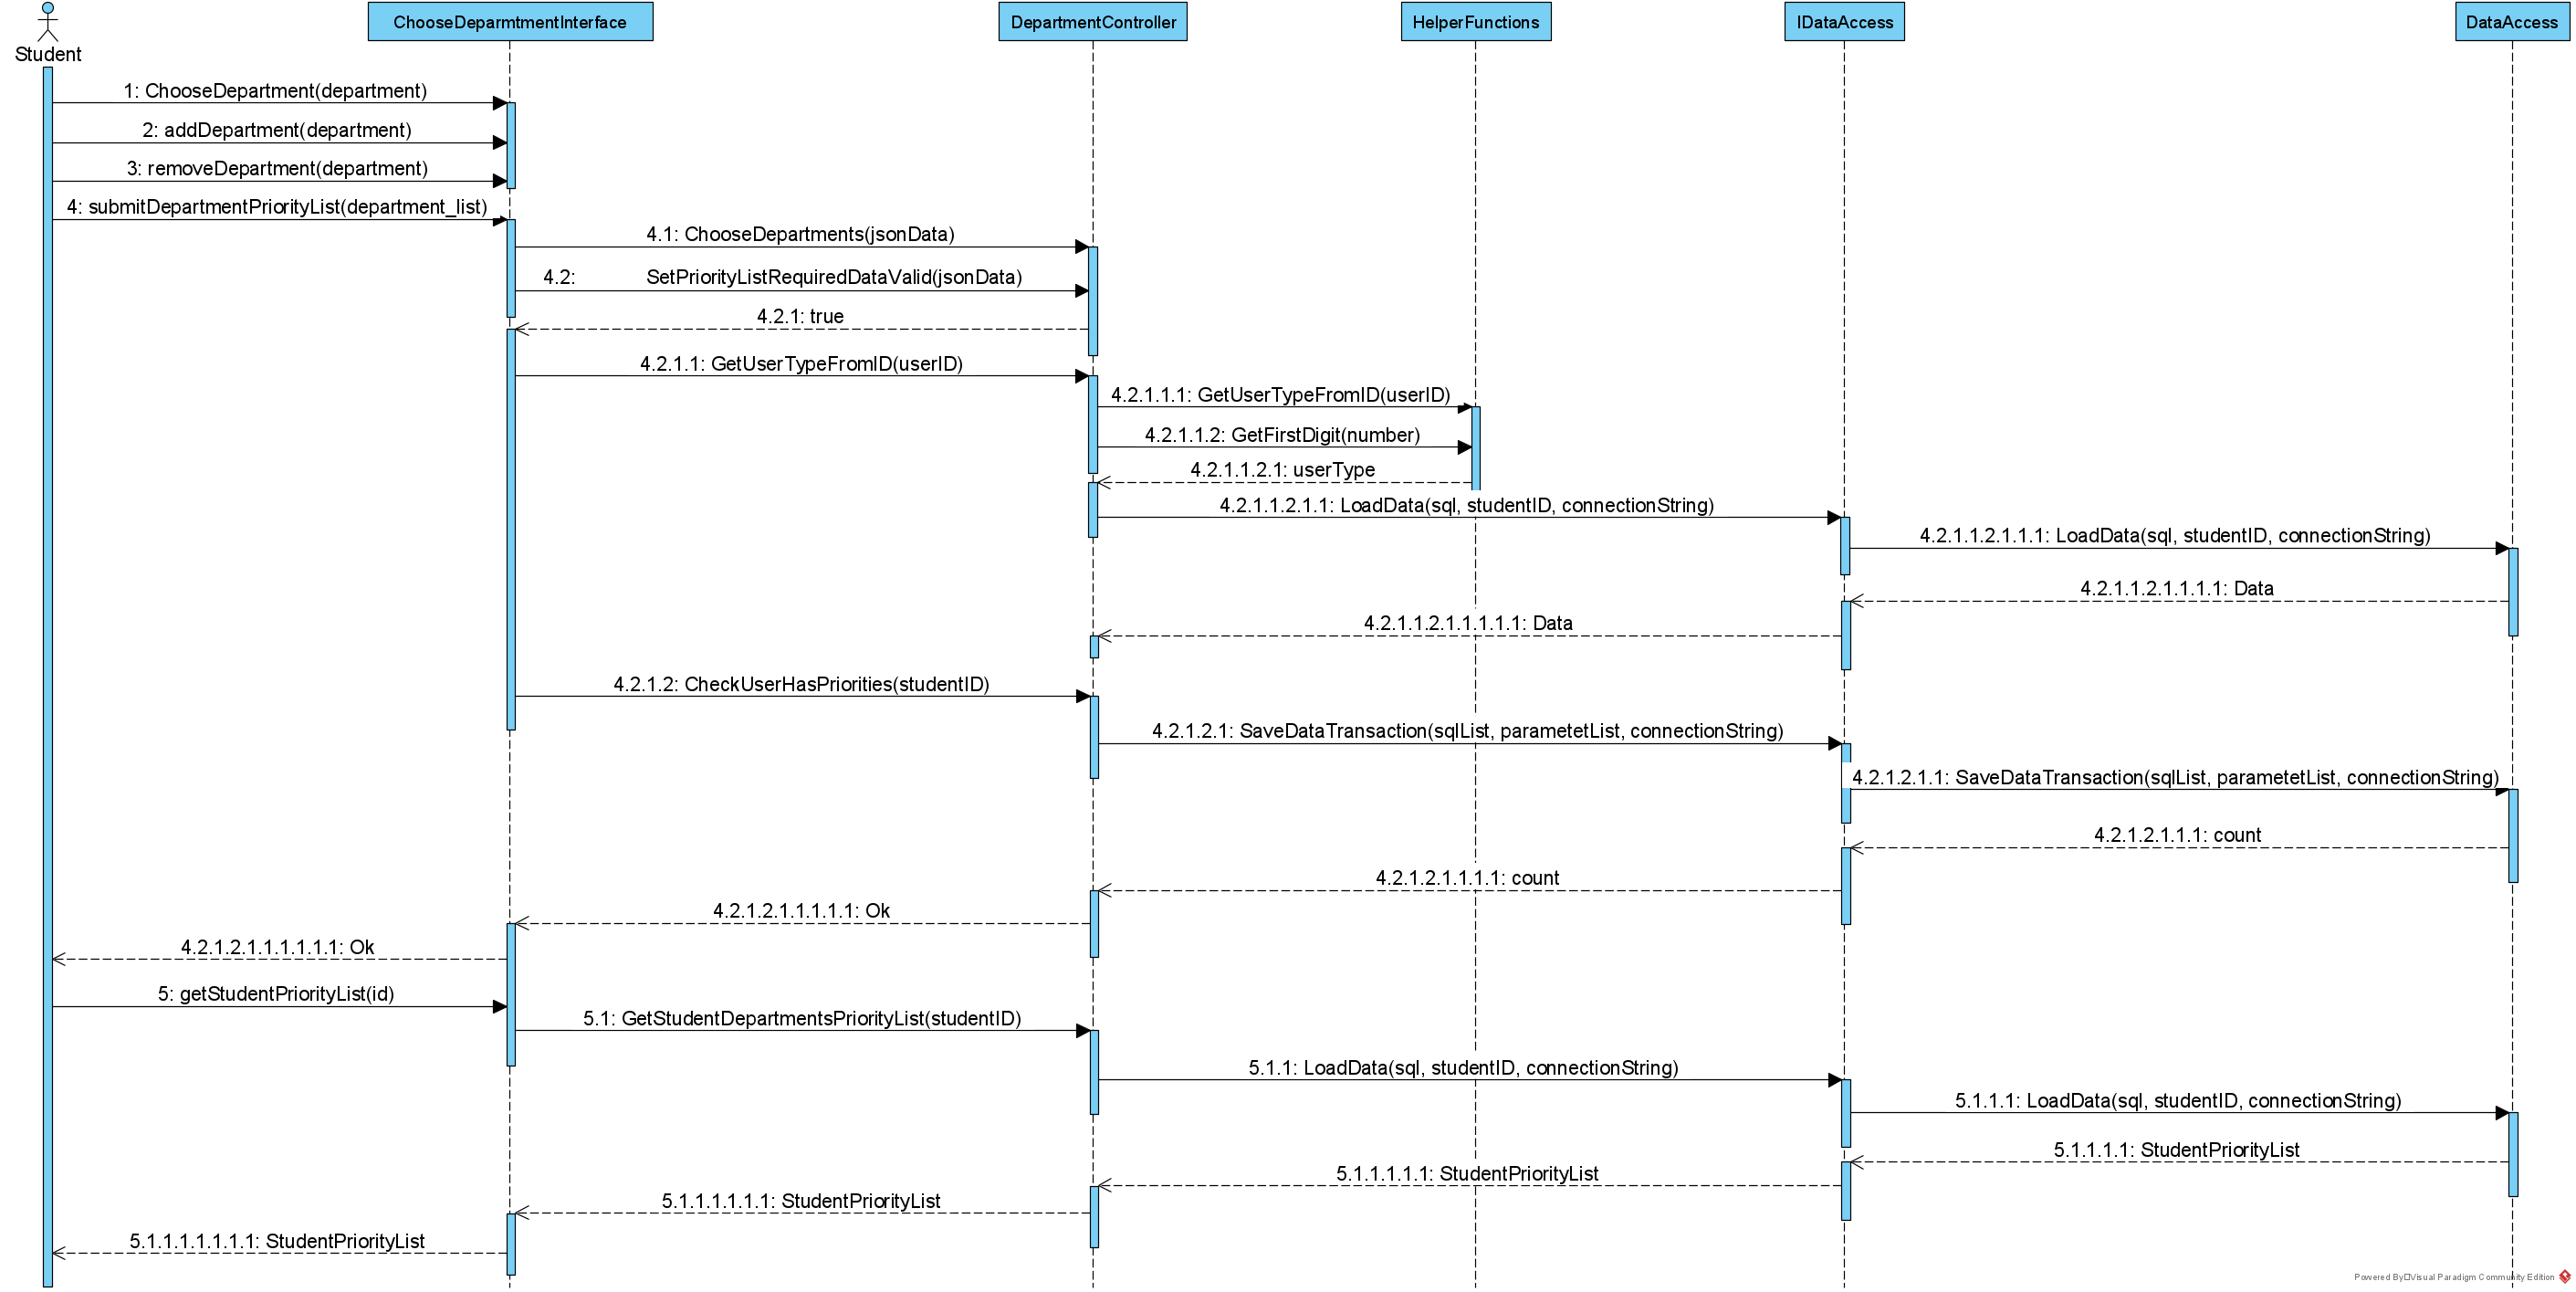 Student
ChooseDeparmtmentInterface
DepartmentController
HelperFunctions
IDataAccess
DataAccess
1: ChooseDepartment(department)
2: addDepartment(department)
3: removeDepartment(department)
4: submitDepartmentPriorityList(department_list)
4.1: ChooseDepartments(jsonData)
4.2: SetPriorityListRequiredDataValid(jsonData)
4.2.1: true
4.2.1.1: GetUserTypeFromID(userID)
4.2.1.1.1: GetUserTypeFromID(userID)
4.2.1.1.2: GetFirstDigit(number)
4.2.1.1.2.1: userType
4.2.1.1.2.1.1: LoadData(sql, studentID, connectionString)
4.2.1.1.2.1.1.1: LoadData(sql, studentID, connectionString)
4.2.1.1.2.1.1.1.1: Data
4.2.1.1.2.1.1.1.1.1: Data
4.2.1.2: CheckUserHasPriorities(studentID)
4.2.1.2.1: SaveDataTransaction(sqlList, parametetList, connectionString)
4.2.1.2.1.1: SaveDataTransaction(sqlList, parametetList, connectionString)
4.2.1.2.1.1.1: count
4.2.1.2.1.1.1.1: count
4.2.1.2.1.1.1.1.1: Ok
4.2.1.2.1.1.1.1.1.1: Ok
5: getStudentPriorityList(id)
5.1: GetStudentDepartmentsPriorityList(studentID)
5.1.1: LoadData(sql, studentID, connectionString)
5.1.1.1: LoadData(sql, studentID, connectionString)
5.1.1.1.1: StudentPriorityList
5.1.1.1.1.1: StudentPriorityList
5.1.1.1.1.1.1: StudentPriorityList
5.1.1.1.1.1.1.1: StudentPriorityList
Powered By□Visual Paradigm Community Edition